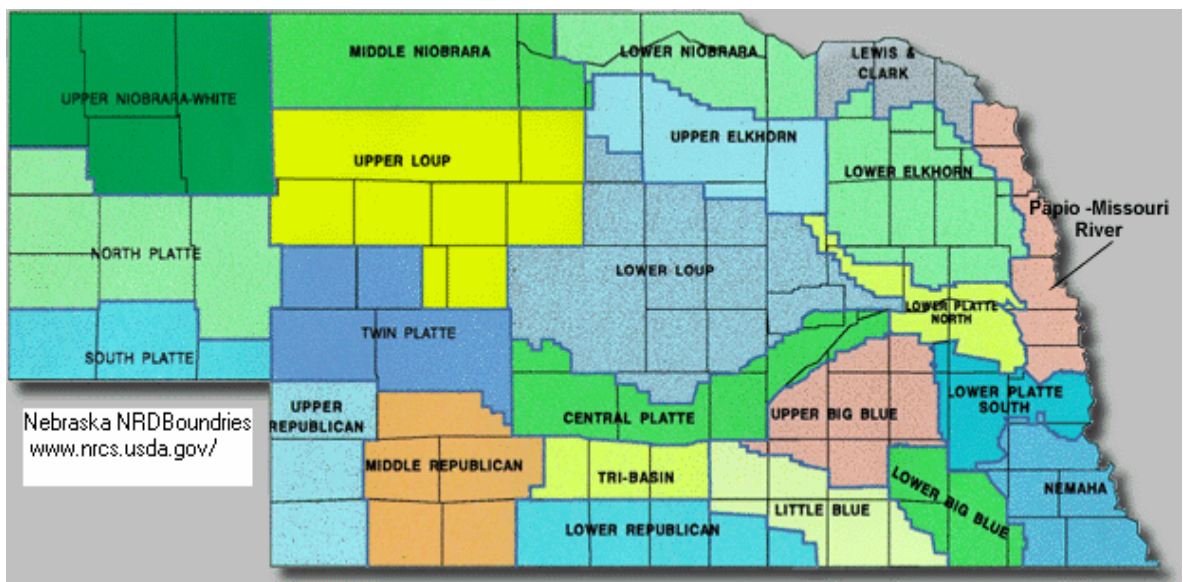 MIDDLE NIOBRARA
LOWER NIOBRARA
LEWIS &
CLARK
UPPER NIOBRARA-WHITE
UPPER ELKHORN
UPPER LOUP
LOWER ELKHORN
Papio -Missouri
River
NORTH PLATTE
LOWER LOUP
LOWER PLATTE
NORTH
TWIN PLATTE
SOUTH PLATTE
LOWER PLATTE
SOUTH
UPPER
REPUBLICAN
CENTRAL PLATTE
UPPER BIG BLUE
Nebraska NRDBoundries
www.nrcs.usda.gov/
MIDDLE REPUBLICAN
TRI-BASIN
LOWER BIG BLUE
NEMAHA
LITTLE BLUE
LOWER REPUBLICAN